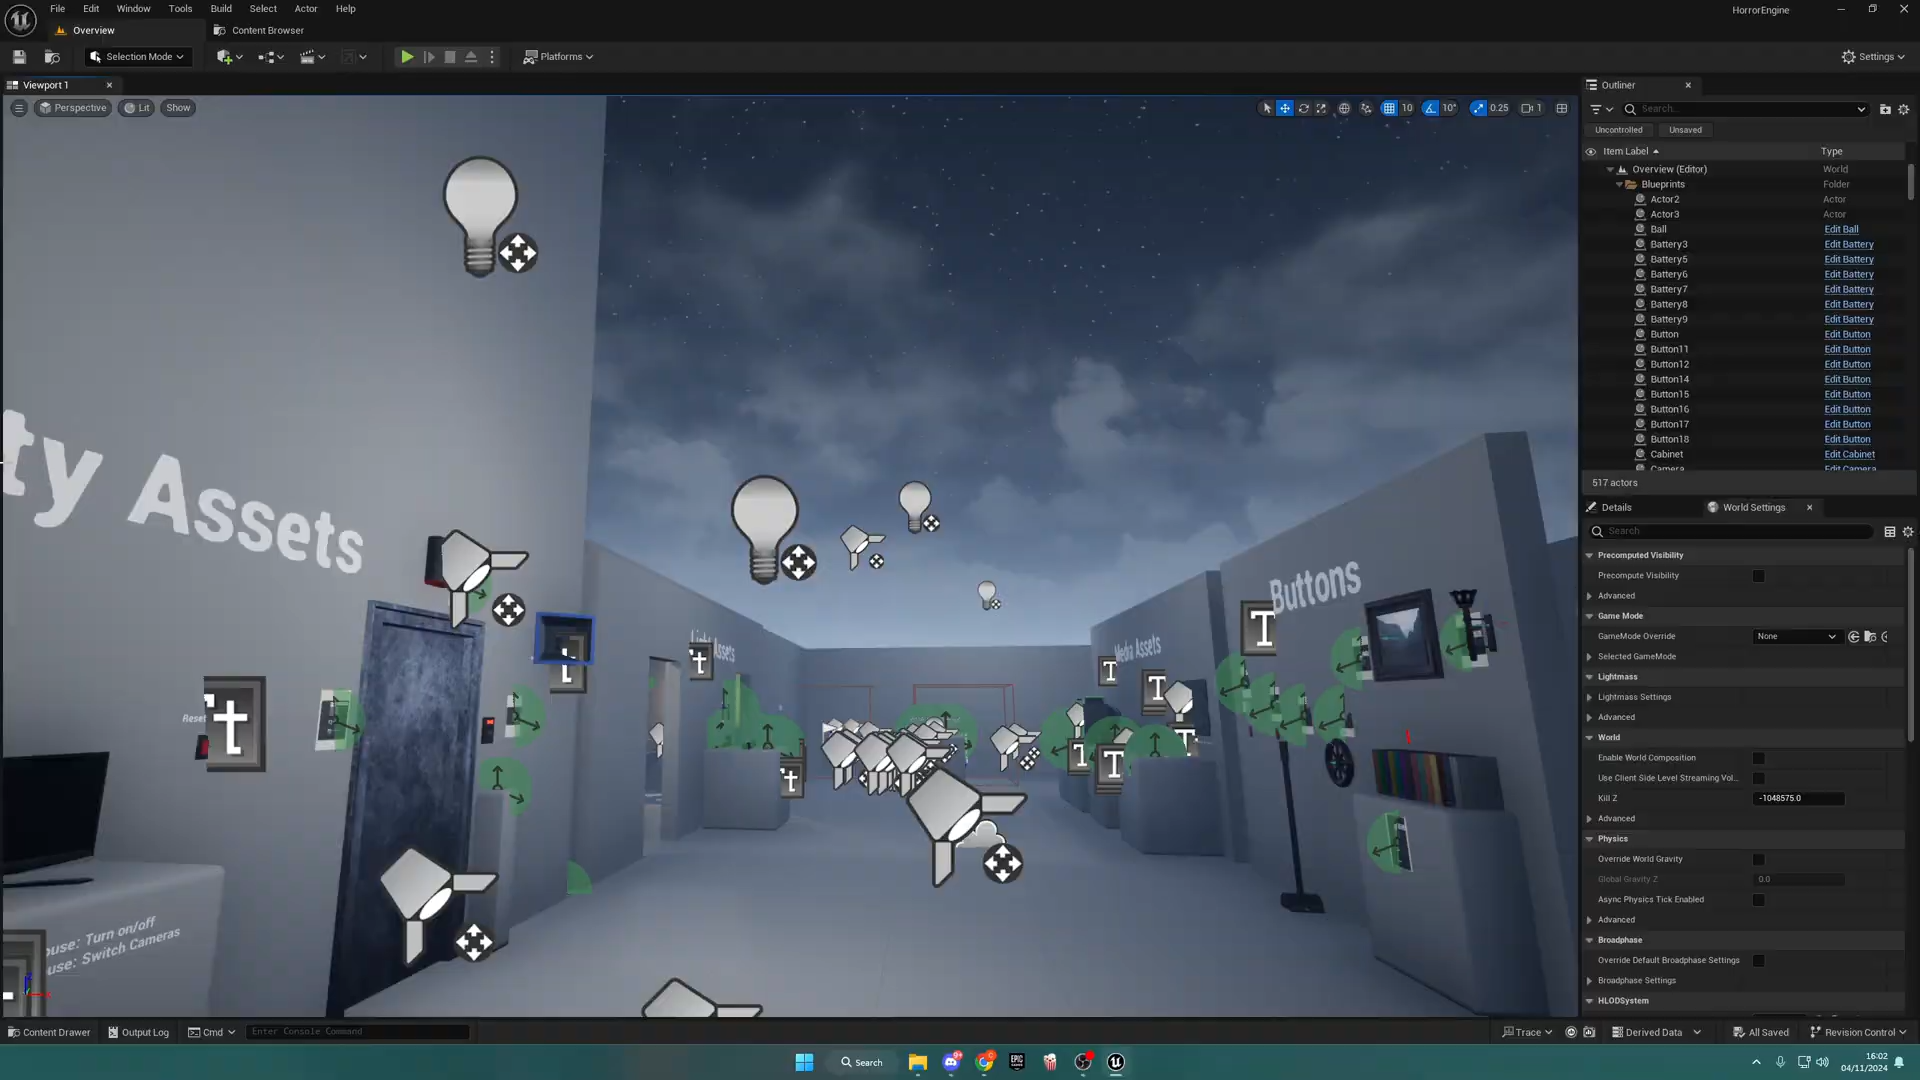 File Edit Window Tools Build Select Actor Help
HorrorEngine
Overview
Content Browser
Selection Mode
Platforms
Settings
Viewport 1
Perspective
Lit
Show
10
10°
0.25
1
ty Assets
Light Assets
Media Assets
Buttons
Reset
ouse: Turn on/off
use: Switch Cameras
Outliner
Search...
Uncontrolled
Unsaved
Item Label
Type
Overview (Editor) World
Blueprints Folder
Actor2 Actor
Actor3 Actor
Ball Edit Ball
Battery3 Edit Battery
Battery5 Edit Battery
Battery6 Edit Battery
Battery7 Edit Battery
Battery8 Edit Battery
Battery9 Edit Battery
Button Edit Button
Button11 Edit Button
Button12 Edit Button
Button14 Edit Button
Button15 Edit Button
Button16 Edit Button
Button17 Edit Button
Button18 Edit Button
Cabinet Edit Cabinet
Camera Edit Camera
517 actors
Details
World Settings
Search
Precomputed Visibility
Precompute Visibility
Advanced
Game Mode
GameMode Override None
Selected GameMode
Lightmass
Lightmass Settings
Advanced
World
Enable World Composition
Use Client Side Level Streaming Vol...
Kill Z -1048575.0
Advanced
Physics
Override World Gravity
Global Gravity Z 0.0
Async Physics Tick Enabled
Advanced
Broadphase
Override Default Broadphase Settings
Broadphase Settings
HLODSystem
Content Drawer
Output Log
Cmd
Enter Console Command
Trace
Derived Data
All Saved
Revision Control
Search
16:02
04/11/2024